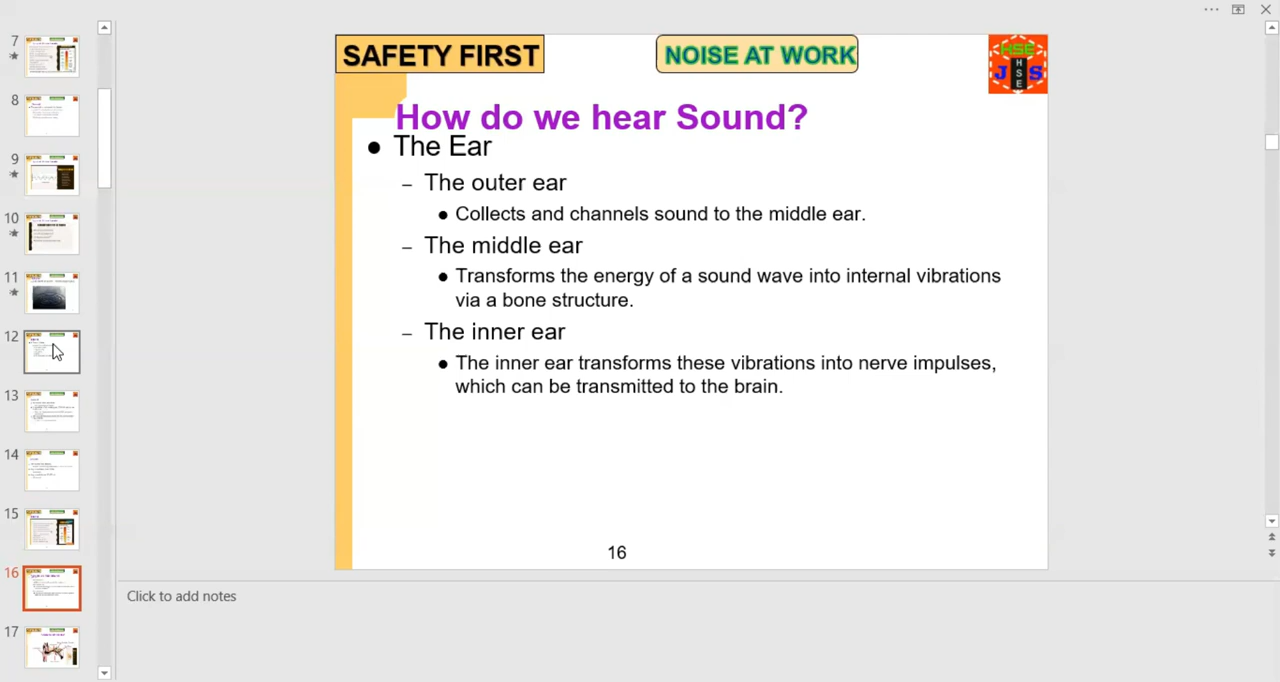 SAFETY FIRST
NOISE AT WORK
HSE
J
HSE
S
How do we hear Sound?
● The Ear
– The outer ear
● Collects and channels sound to the middle ear.
– The middle ear
● Transforms the energy of a sound wave into internal vibrations
via a bone structure.
– The inner ear
● The inner ear transforms these vibrations into nerve impulses,
which can be transmitted to the brain.
16
Click to add notes
7
8
9
10
11
12
13
14
15
16
17